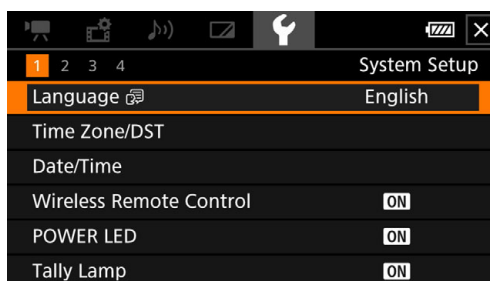 1 2 3 4 System Setup
Language English
Time Zone/DST
Date/Time
Wireless Remote Control ON
POWER LED ON
Tally Lamp ON